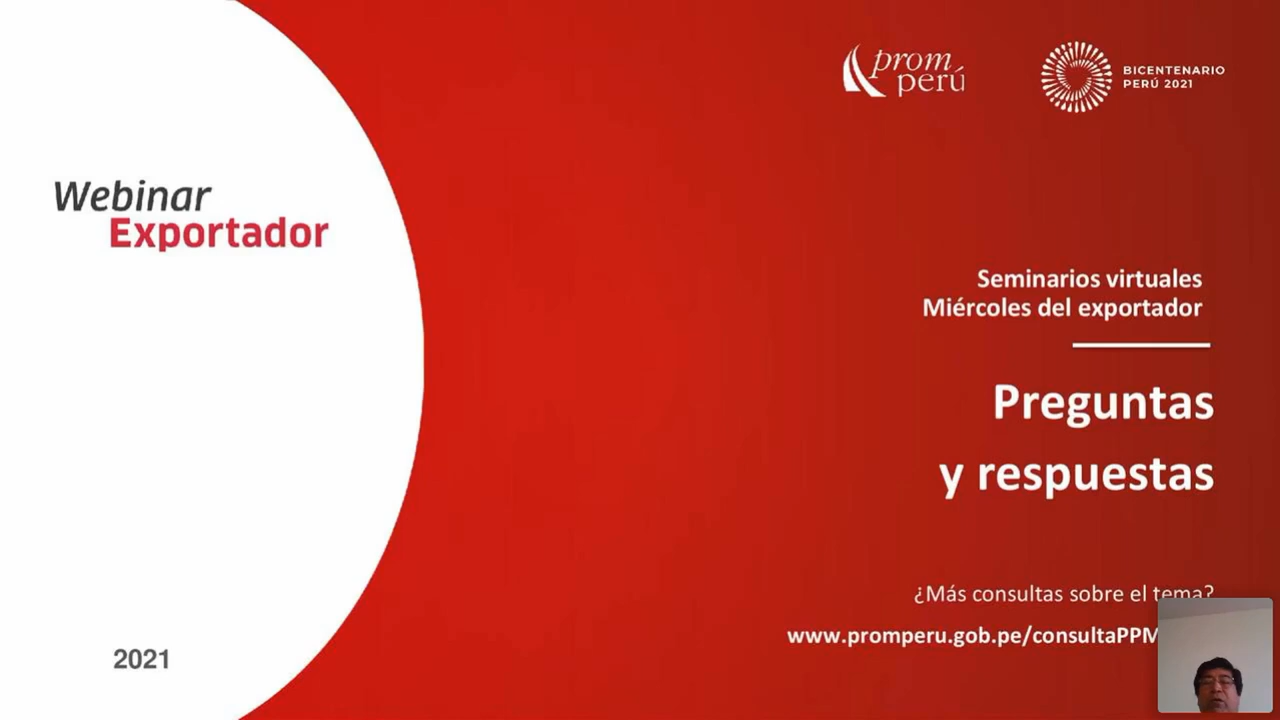 prom
perú
BICENTENARIO
PERÚ 2021
Webinar
Exportador
Seminarios virtuales
Miércoles del exportador
Preguntas
y respuestas
¿Más consultas sobre el tema?
www.promperu.gob.pe/consultaPPM
2021